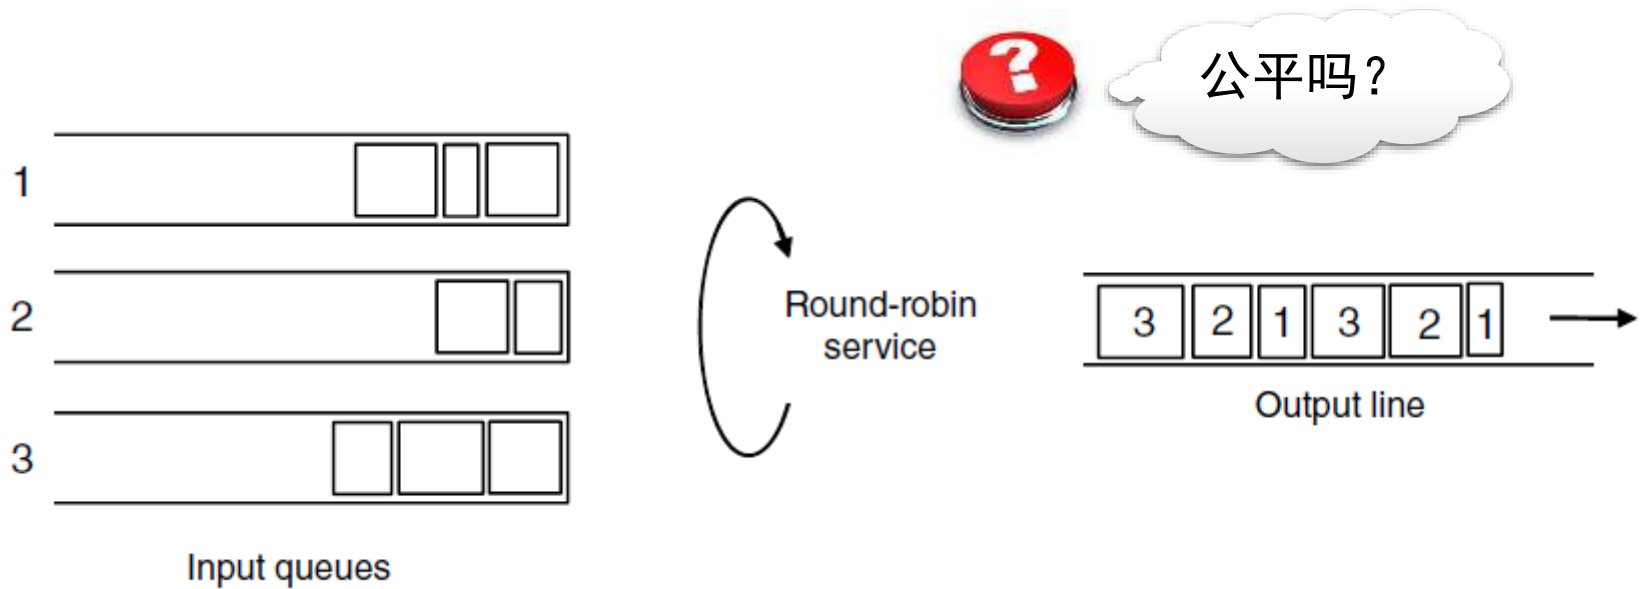 ?
公平吗？
1
2
3
Input queues
Round-robin
service
3 2 1 3 2 1
Output line